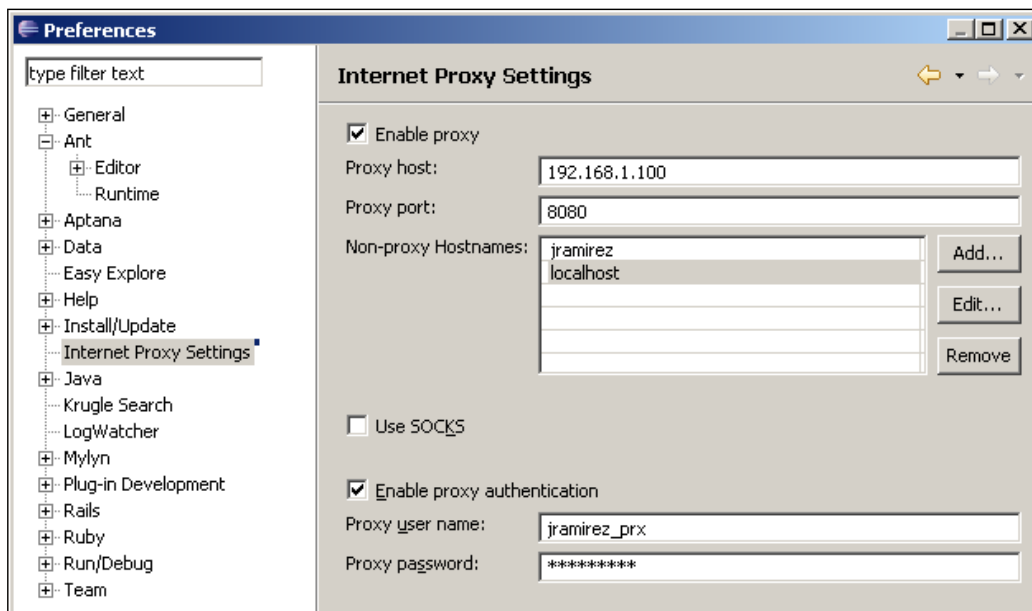 Preferences
type filter text
General
Ant
Editor
Runtime
Aptana
Data
Easy Explore
Help
Install/Update
Internet Proxy Settings
Java
Krugle Search
LogWatcher
Mylyn
Plug-in Development
Rails
Ruby
Run/Debug
Team
Internet Proxy Settings
Enable proxy
Proxy host: 192.168.1.100
Proxy port: 8080
Non-proxy Hostnames: jramirez Add...
localhost
Edit...
Remove
Use SOCKS
Enable proxy authentication
Proxy user name: jramirez_prx
Proxy password: *********